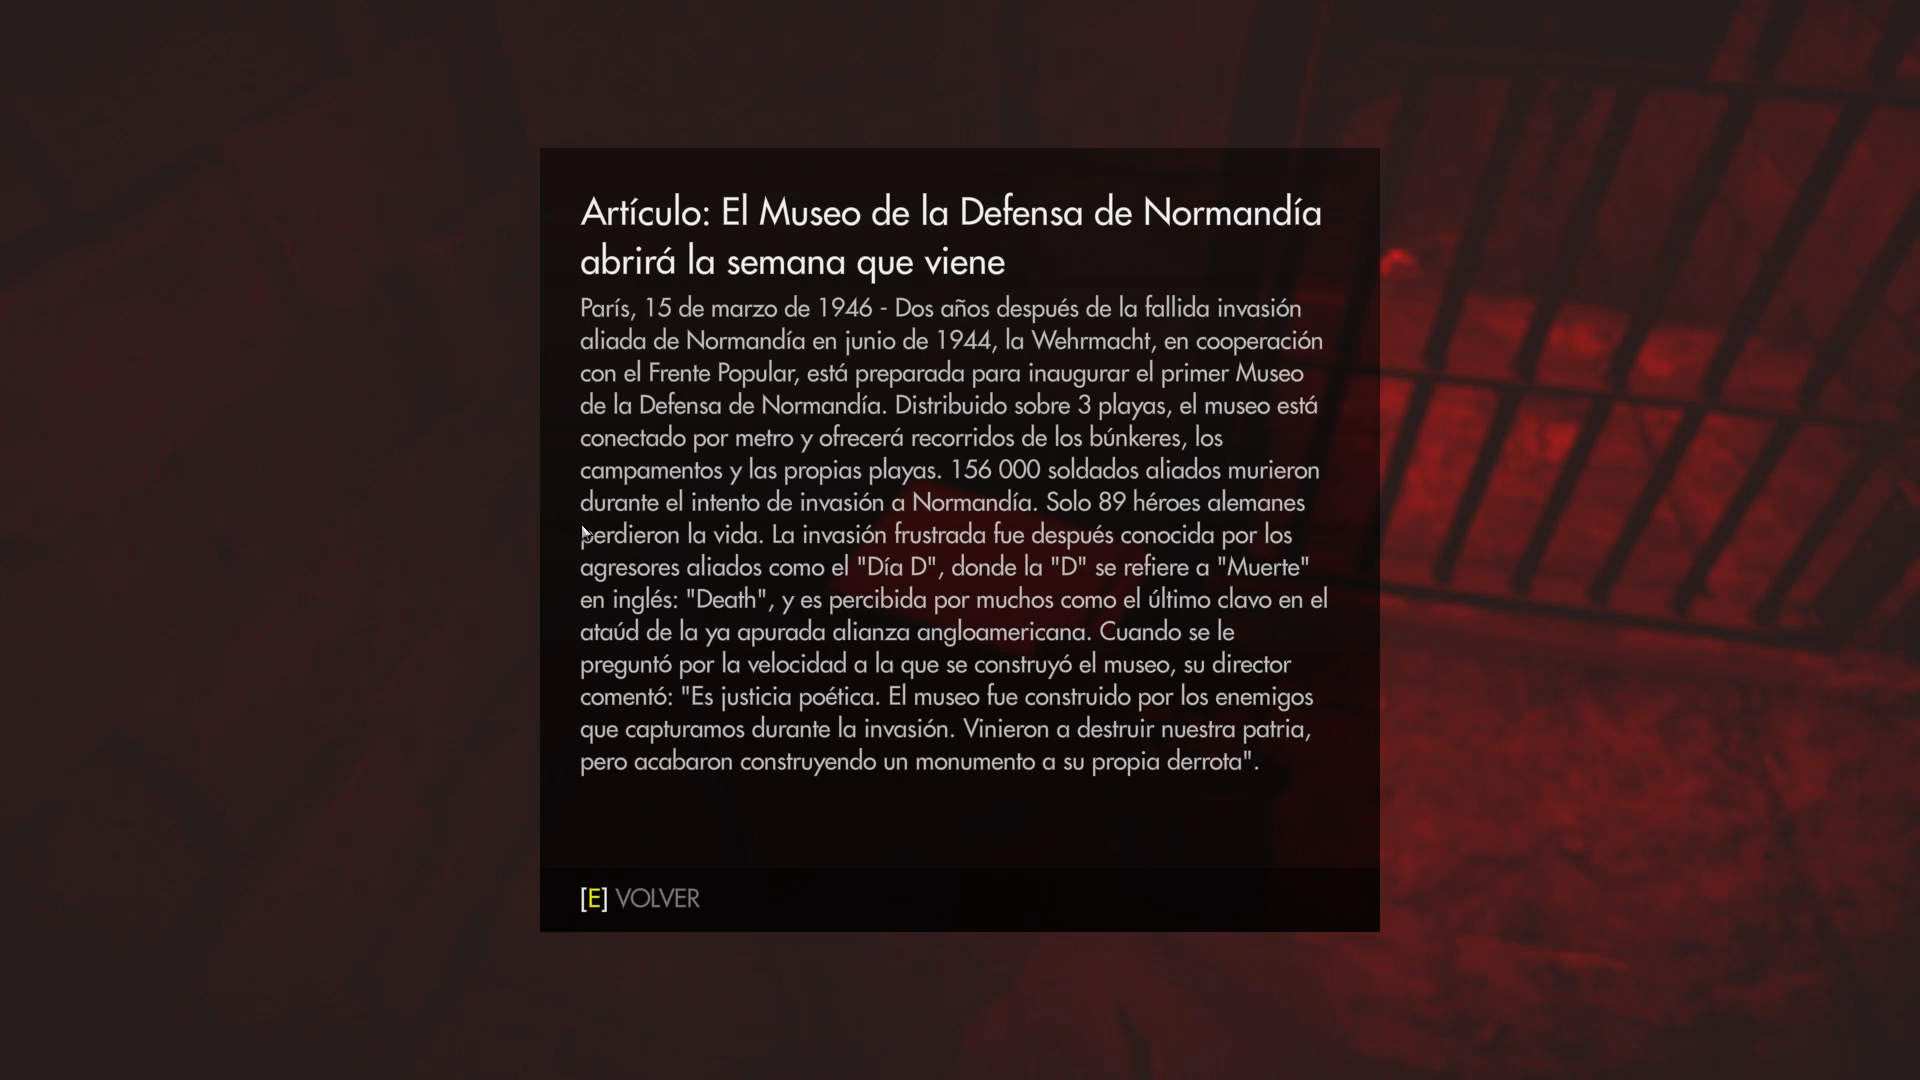 Artículo: El Museo de la Defensa de Normandía
abrirá la semana que viene
París, 15 de marzo de 1946 - Dos años después de la fallida invasión
aliada de Normandía en junio de 1944, la Wehrmacht, en cooperación
con el Frente Popular, está preparada para inaugurar el primer Museo
de la Defensa de Normandía. Distribuido sobre 3 playas, el museo está
conectado por metro y ofrecerá recorridos de los búnkeres, los
campamentos y las propias playas. 156 000 soldados aliados murieron
durante el intento de invasión a Normandía. Solo 89 héroes alemanes
perdieron la vida. La invasión frustrada fue después conocida por los
agresores aliados como el "Día D", donde la "D" se refiere a "Muerte"
en inglés: "Death", y es percibida por muchos como el último clavo en el
ataúd de la ya apurada alianza angloamericana. Cuando se le
preguntó por la velocidad a la que se construyó el museo, su director
comentó: "Es justicia poética. El museo fue construido por los enemigos
que capturamos durante la invasión. Vinieron a destruir nuestra patria,
pero acabaron construyendo un monumento a su propia derrota".
[E] VOLVER